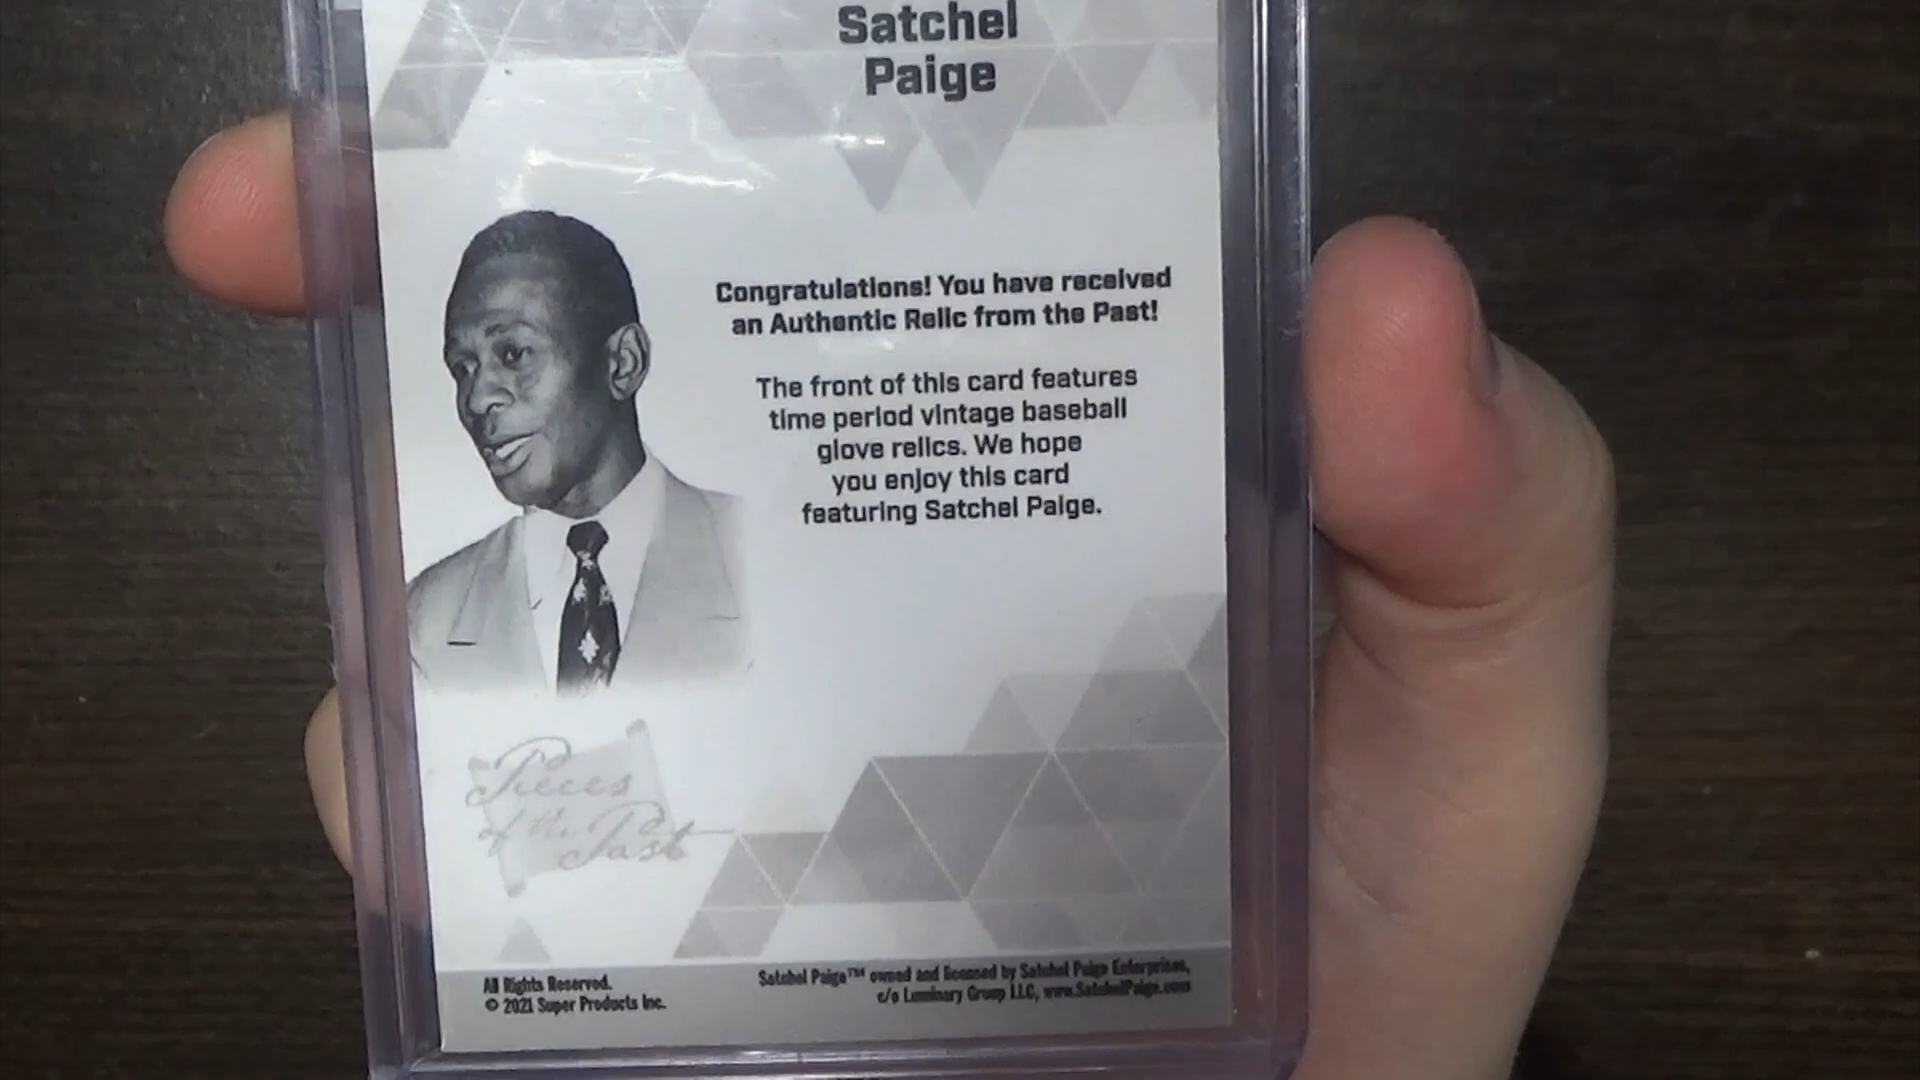 Satchel
Paige
Congratulations! You have received
an Authentic Relic from the Past!
The front of this card features
time period vintage baseball
glove relics. We hope
you enjoy this card
featuring Satchel Paige.
Pieces
of the Past
All Rights Reserved.
© 2021 Super Products Inc.
Satchel Paige™ owned and licensed by Satchel Paige Enterprises,
c/o Luminary Group LLC, www.SatchelPaige.com